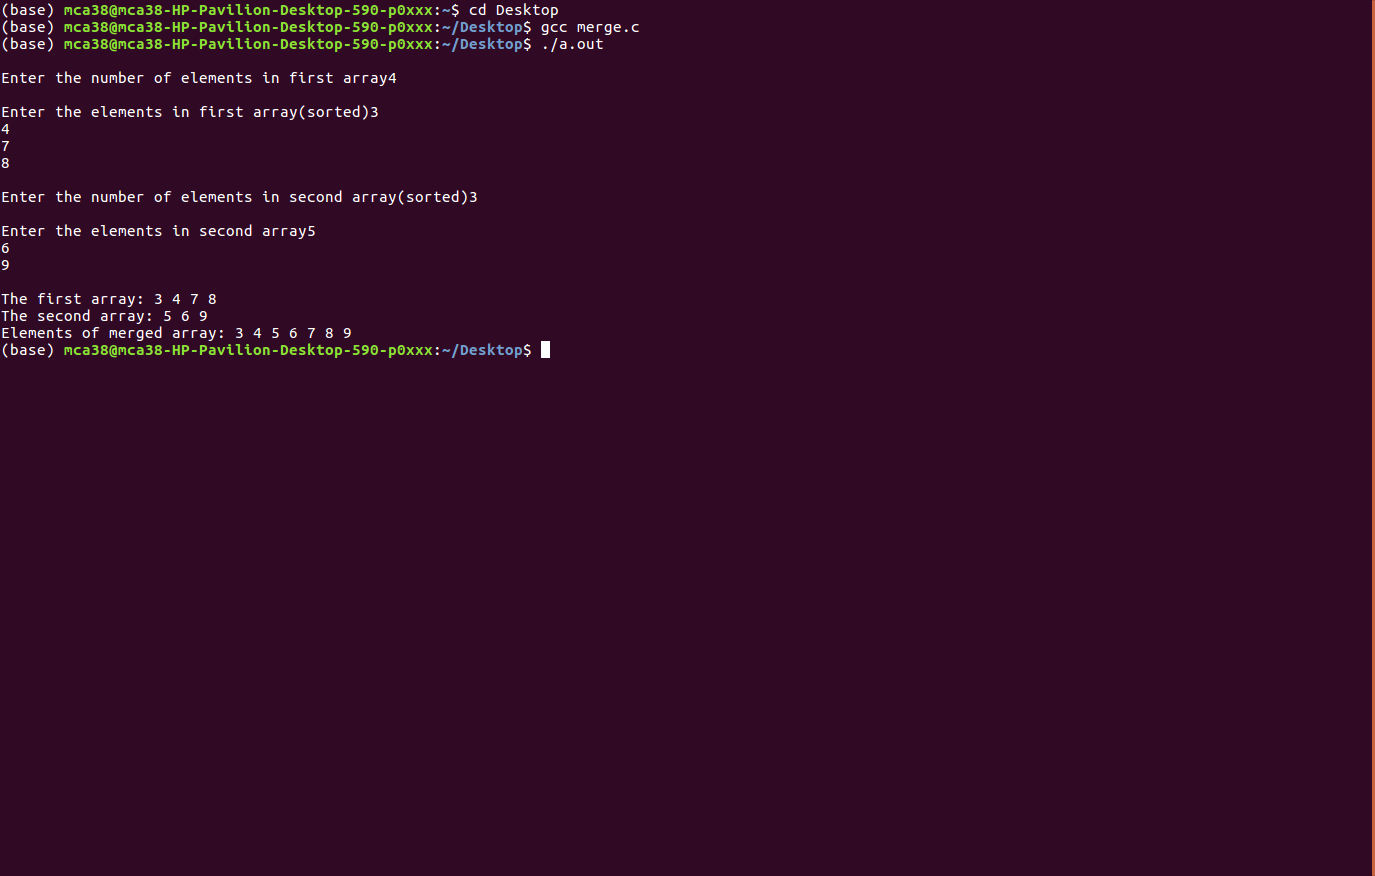 (base) mca38@mca38-HP-Pavilion-Desktop-590-p0xxx:~$ cd Desktop
(base) mca38@mca38-HP-Pavilion-Desktop-590-p0xxx:~/Desktop$ gcc merge.c
(base) mca38@mca38-HP-Pavilion-Desktop-590-p0xxx:~/Desktop$ ./a.out
Enter the number of elements in first array4
Enter the elements in first array(sorted)3
4
7
8
Enter the number of elements in second array(sorted)3
Enter the elements in second array5
6
9
The first array: 3 4 7 8
The second array: 5 6 9
Elements of merged array: 3 4 5 6 7 8 9
(base) mca38@mca38-HP-Pavilion-Desktop-590-p0xxx:~/Desktop$